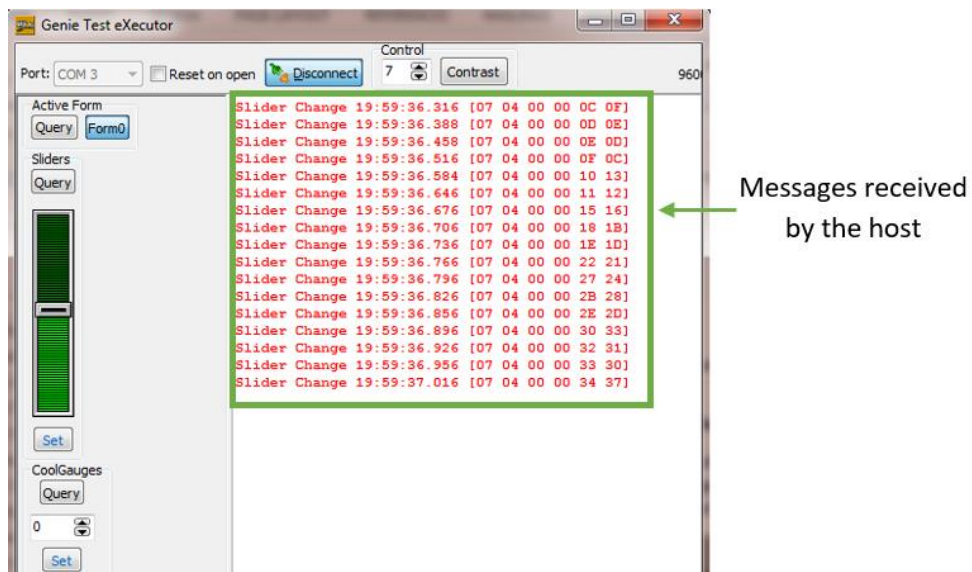 Genie Test eXecutor
Control
Port: COM 3 Reset on open Disconnect 7 Contrast 960
Active Form
Query Form0
Sliders
Query
Set
CoolGauges
Query
0
Set
Slider Change 19:59:36.316 [07 04 00 00 0C 0F]
Slider Change 19:59:36.388 [07 04 00 00 0D 0E]
Slider Change 19:59:36.458 [07 04 00 00 0E 0D]
Slider Change 19:59:36.516 [07 04 00 00 0F 0C]
Slider Change 19:59:36.584 [07 04 00 00 10 13]
Slider Change 19:59:36.646 [07 04 00 00 11 12]
Slider Change 19:59:36.676 [07 04 00 00 15 16]
Slider Change 19:59:36.706 [07 04 00 00 18 1B]
Slider Change 19:59:36.736 [07 04 00 00 1E 1D]
Slider Change 19:59:36.766 [07 04 00 00 22 21]
Slider Change 19:59:36.796 [07 04 00 00 27 24]
Slider Change 19:59:36.826 [07 04 00 00 2B 28]
Slider Change 19:59:36.856 [07 04 00 00 2E 2D]
Slider Change 19:59:36.896 [07 04 00 00 30 33]
Slider Change 19:59:36.926 [07 04 00 00 32 31]
Slider Change 19:59:36.956 [07 04 00 00 33 30]
Slider Change 19:59:37.016 [07 04 00 00 34 37]
Messages received
by the host